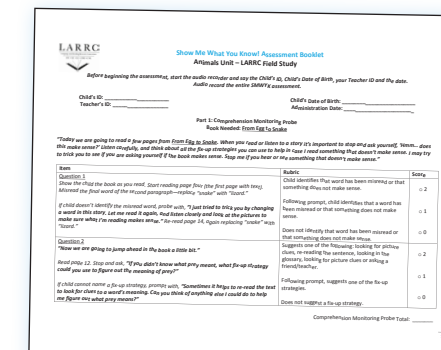 LARRC
Show Me What You Know! Assessment Booklet
Animals Unit – LARRC Field Study
Before beginning the assessment, start the audio recorder and say the Child's ID, Child's Date of Birth, your Teacher ID and the date.
Audio record the entire SMWYK assessment.
Child's ID: ____________________
Child's Date of Birth: ____________________
Teacher's ID: ____________________
Administration Date: ____________________
Part 1: Comprehension Monitoring Probe
Book Needed: From Egg To Snake
"Today we are going to read a few pages from From Egg to Snake. When you read or listen to a story it's important to stop and ask yourself, 'Hmm... does
this make sense?' Listen carefully, and think about all the fix-up strategies you can use to help in case I read something that doesn't make sense. I may try
to trick you to see if you are asking yourself if the book makes sense. Stop me if you hear or see something that doesn't make sense."
Item
Rubric
Score
Question 1
Show the child the book as you read. Start reading page four (the first page with text).
Misread the final word of the second paragraph—replace "snake" with "lizard."
If child doesn't identify the misread word, probe with, "I just tried to trick you by changing
a word in this story. Let me read it again, and listen closely and look at the pictures to
make sure what I'm reading makes sense." Re-read page 14, again replacing "snake" with
"lizard."
Child identifies that a word has been misread or that
something does not make sense.
○ 2
Following prompt, child identifies that a word has
been misread or that something does not make
sense.
○ 1
Does not identify that word has been misread or
that something does not make sense.
○ 0
Question 2
"Now we are going to jump ahead in the book a little bit."
Read page 12. Stop and ask, "If you didn't know what prey meant, what fix-up strategy
could you use to figure out the meaning of prey?"
If child cannot name a fix-up strategy, prompt with, "Sometimes it helps to re-read the text
to look for clues to a word's meaning. Can you think of anything else I could do to help
me figure out what prey means?"
Suggests one of the following: looking for picture
clues, re-reading the sentence, looking in the
glossary, looking for picture clues or asking a
friend/teacher.
○ 2
Following prompt, suggests one of the fix-up
strategies.
○ 1
Does not suggest a fix-up strategy.
○ 0
Comprehension Monitoring Probe Total: ______